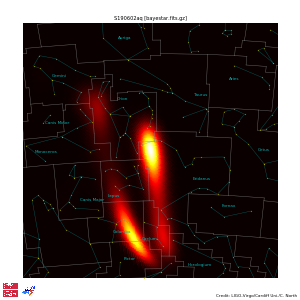 S190602aq [bayestar.fits.gz]
Auriga
Gemini
Aries
Taurus
Orion
Canis Minor
Monoceros
Cetus
Eridanus
Lepus
Canis Major
Fornax
Columba
Caelum
Pictor
Horologium
Credit: LIGO-Virgo/Cardiff Uni./C. North